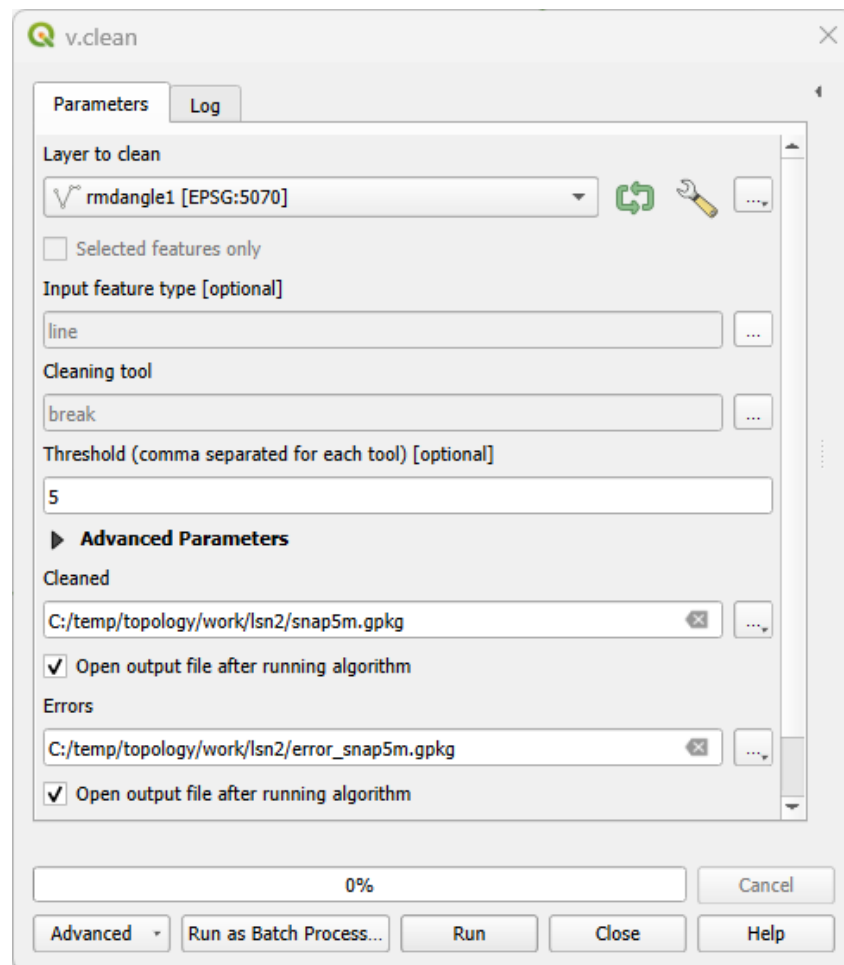 v.clean
Parameters
Log
Layer to clean
rmdangle1 [EPSG:5070]
...
Selected features only
Input feature type [optional]
line
...
Cleaning tool
break
...
Threshold (comma separated for each tool) [optional]
5
Advanced Parameters
Cleaned
C:/temp/topology/work/lsn2/snap5m.gpkg
...
Open output file after running algorithm
Errors
C:/temp/topology/work/lsn2/error_snap5m.gpkg
...
Open output file after running algorithm
0%
Cancel
Advanced
Run as Batch Process...
Run
Close
Help